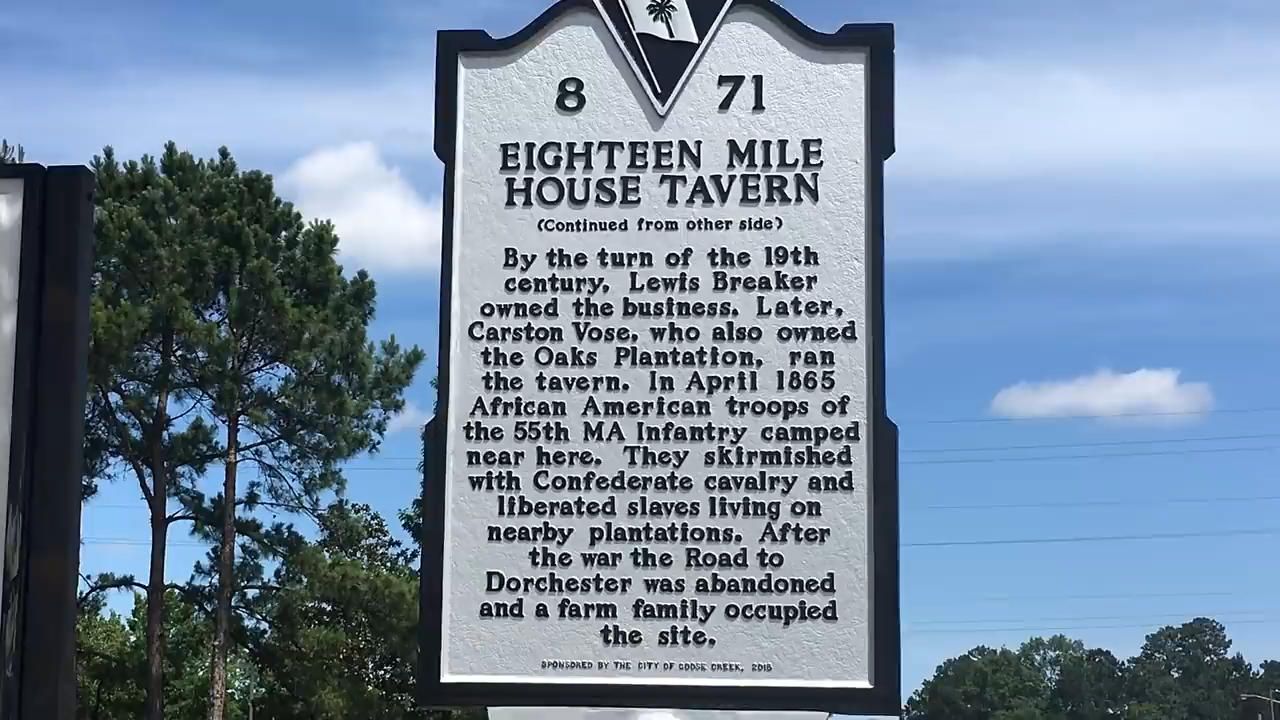 8 71
EIGHTEEN MILE
HOUSE TAVERN
(Continued from other side)
By the turn of the 19th
century, Lewis Breaker
owned the business. Later,
Carston Vose, who also owned
the Oaks Plantation, ran
the tavern. In April 1865
African American troops of
the 55th MA Infantry camped
near here. They skirmished
with Confederate cavalry and
liberated slaves living on
nearby plantations. After
the war the Road to
Dorchester was abandoned
and a farm family occupied
the site.
SPONSORED BY THE CITY OF GOOSE CREEK, 2015